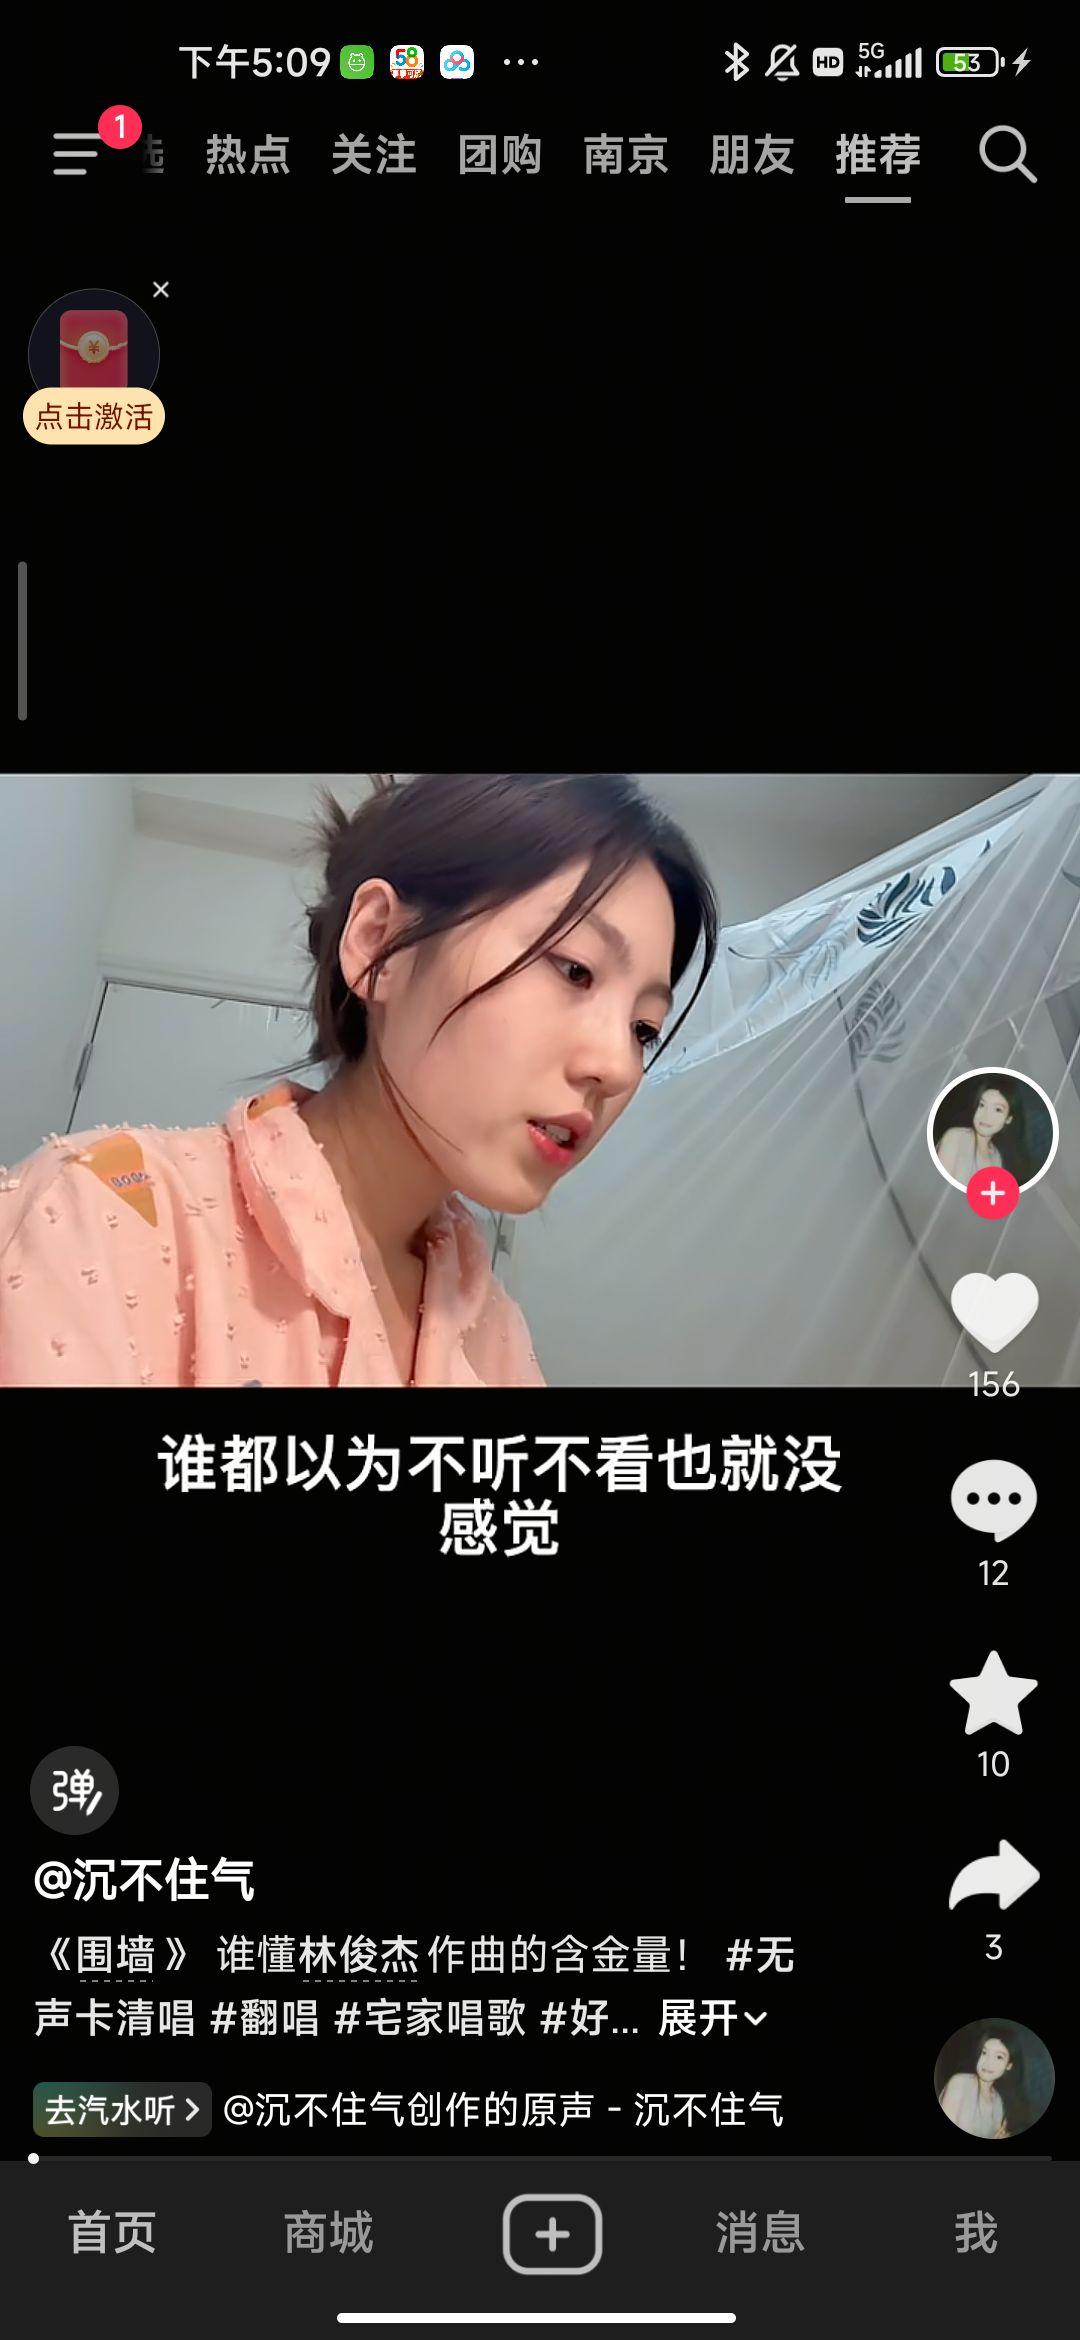 下午5:09
58
HD
5G
53
1
选 热点 关注 团购 南京 朋友 推荐
点击激活
谁都以为不听不看也就没
感觉
156
12
10
3
弹
@沉不住气
《围墙》 谁懂林俊杰作曲的含金量！ #无
声卡清唱 #翻唱 #宅家唱歌 #好... 展开
去汽水听 @沉不住气创作的原声 - 沉不住气
首页 商城 消息 我